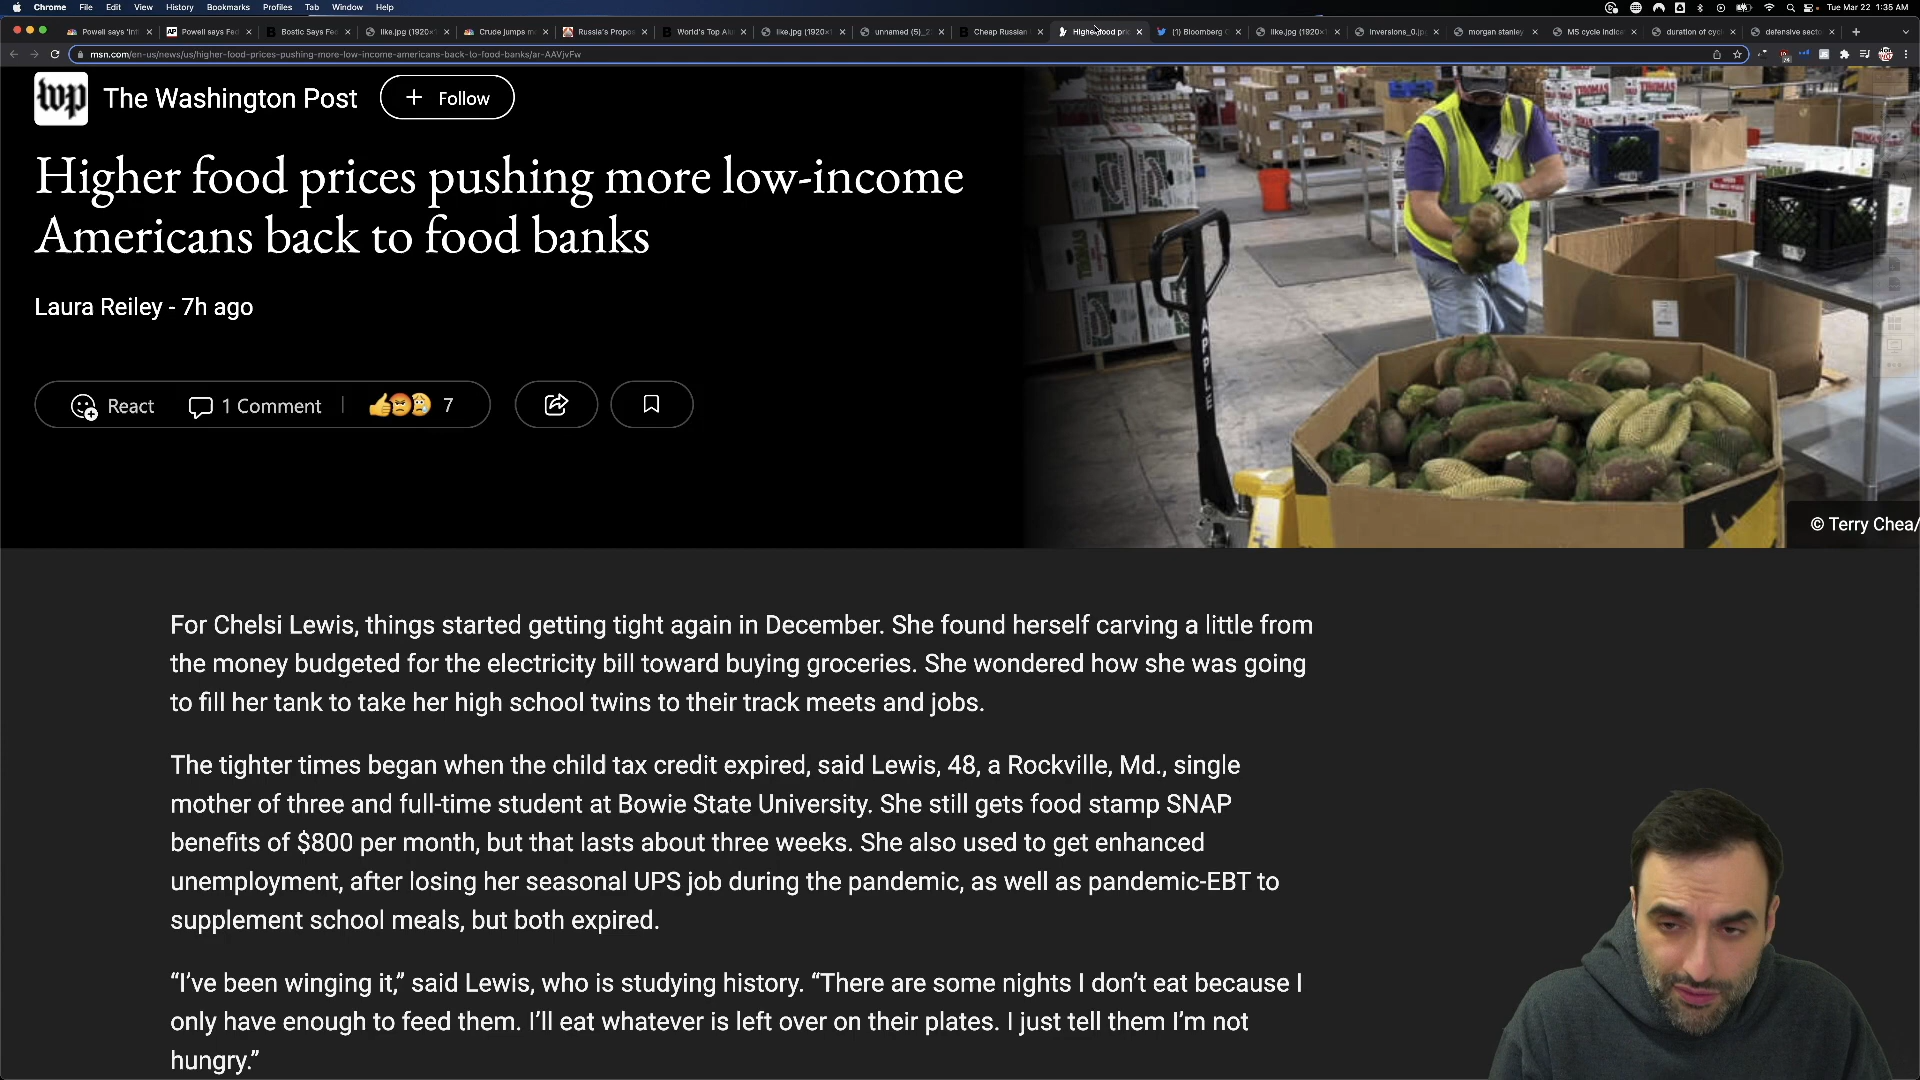 Chrome File Edit View History Bookmarks Profiles Tab Window Help Tue Mar 22 1:35 AM
Powell says 'inf Powell says Fed Bostic Says Fed like.jpg (1920× Crude jumps m Russia's Propo World's Top Alu like.jpg (1920× unnamed (5)_2 Cheap Russian Higher food pric (1) Bloomberg like.jpg (1920× inversions_0.jp morgan stanley MS cycle indic duration of cycl defensive secto
msn.com/en-us/news/us/higher-food-prices-pushing-more-low-income-americans-back-to-food-banks/ar-AAVjvFw
wp The Washington Post + Follow
Higher food prices pushing more low-income
Americans back to food banks
Laura Reiley - 7h ago
React 1 Comment 7
THOMAS
APPLE
© Terry Chea/
For Chelsi Lewis, things started getting tight again in December. She found herself carving a little from
the money budgeted for the electricity bill toward buying groceries. She wondered how she was going
to fill her tank to take her high school twins to their track meets and jobs.
The tighter times began when the child tax credit expired, said Lewis, 48, a Rockville, Md., single
mother of three and full-time student at Bowie State University. She still gets food stamp SNAP
benefits of $800 per month, but that lasts about three weeks. She also used to get enhanced
unemployment, after losing her seasonal UPS job during the pandemic, as well as pandemic-EBT to
supplement school meals, but both expired.
“I’ve been winging it,” said Lewis, who is studying history. “There are some nights I don’t eat because I
only have enough to feed them. I’ll eat whatever is left over on their plates. I just tell them I’m not
hungry.”